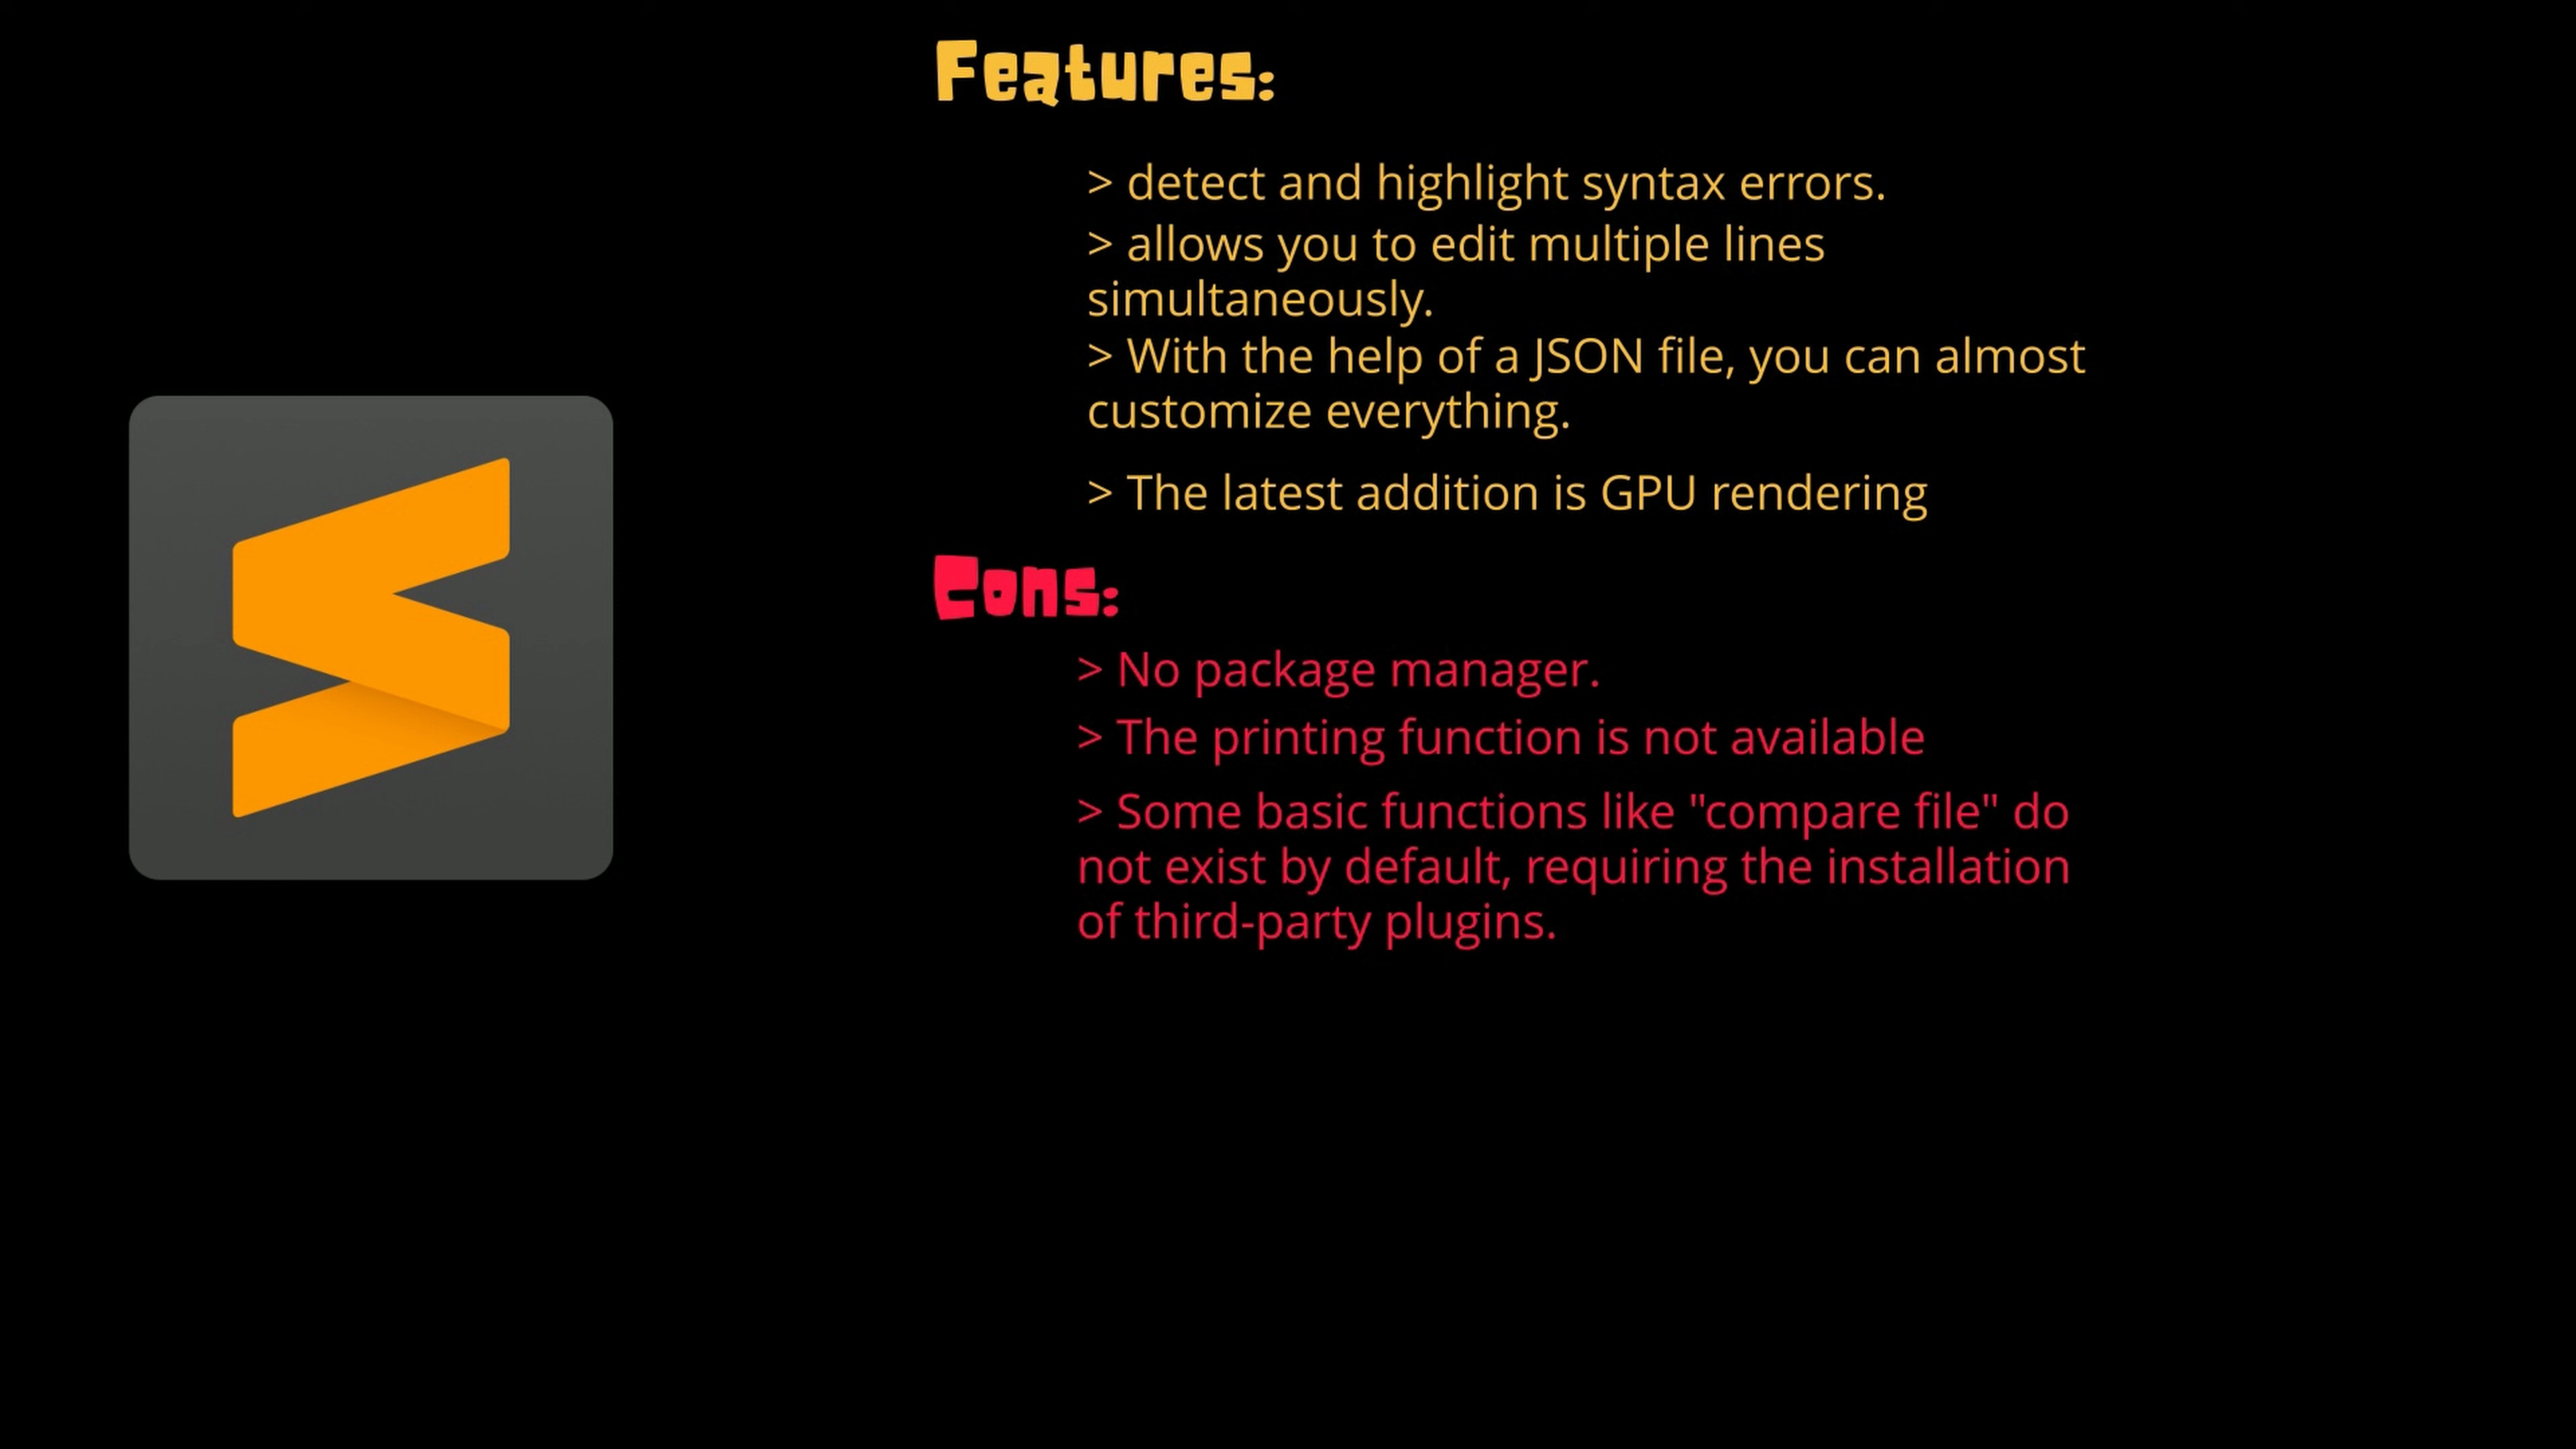 Features:
> detect and highlight syntax errors.
> allows you to edit multiple lines
simultaneously.
> With the help of a JSON file, you can almost
customize everything.
> The latest addition is GPU rendering
Cons:
> No package manager.
> The printing function is not available
> Some basic functions like "compare file" do
not exist by default, requiring the installation
of third-party plugins.